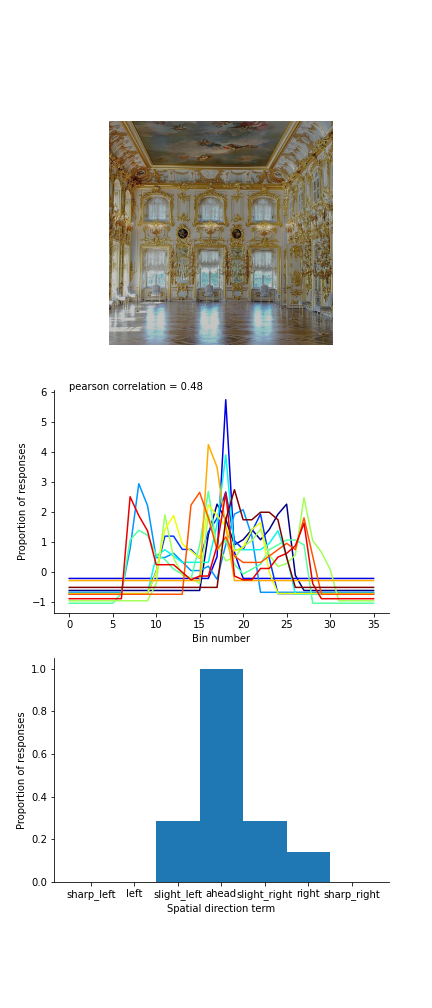 pearson correlation = 0.48
6
5
4
3
2
1
0
−1
Proportion of responses
0 5 10 15 20 25 30 35
Bin number
1.0
0.8
0.6
0.4
0.2
0.0
Proportion of responses
sharp_left left slight_left ahead slight_right right sharp_right
Spatial direction term